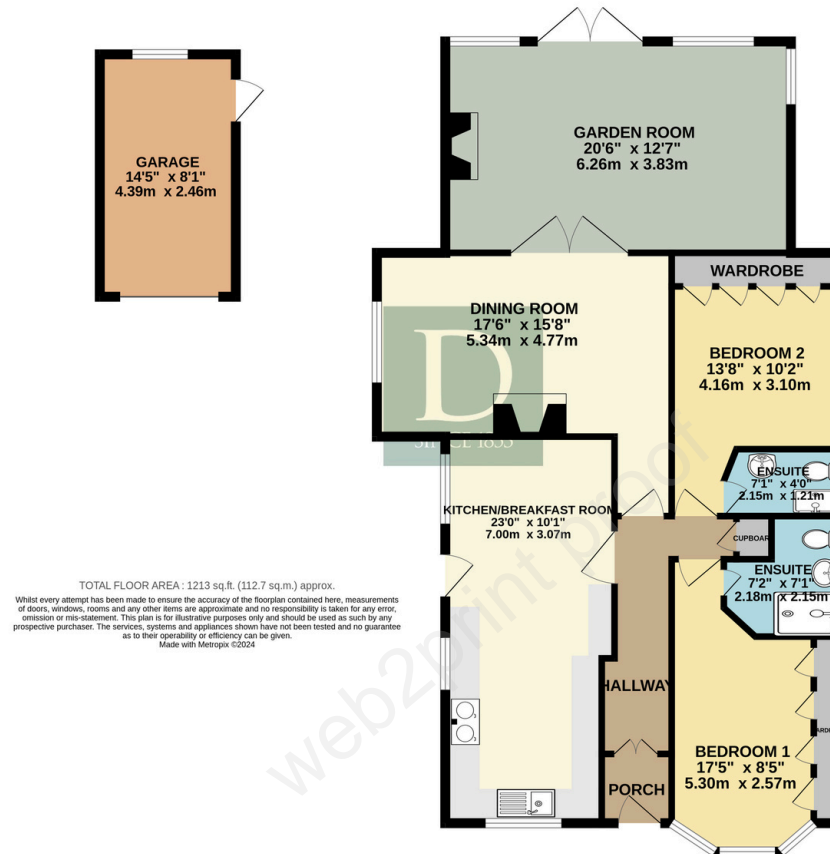 GARAGE
14'5" x 8'1"
4.39m x 2.46m
GARDEN ROOM
20'6" x 12'7"
6.26m x 3.83m
DINING ROOM
17'6" x 15'8"
5.34m x 4.77m
D
SINCE 1855
WARDROBE
BEDROOM 2
13'8" x 10'2"
4.16m x 3.10m
ENSUITE
7'1" x 4'0"
2.15m x 1.21m
KITCHEN/BREAKFAST ROOM
23'0" x 10'1"
7.00m x 3.07m
CUPBOAR
ENSUITE
7'2" x 7'1"
2.18m x 2.15m
HALLWAY
PORCH
BEDROOM 1
17'5" x 8'5"
5.30m x 2.57m
TOTAL FLOOR AREA : 1213 sq.ft. (112.7 sq.m.) approx.
Whilst every attempt has been made to ensure the accuracy of the floorplan contained here, measurements
of doors, windows, rooms and any other items are approximate and no responsibility is taken for any error,
omission or mis-statement. This plan is for illustrative purposes only and should be used as such by any
prospective purchaser. The services, systems and appliances shown have not been tested and no guarantee
as to their operability or efficiency can be given.
Made with Metropix ©2024
web2print proof